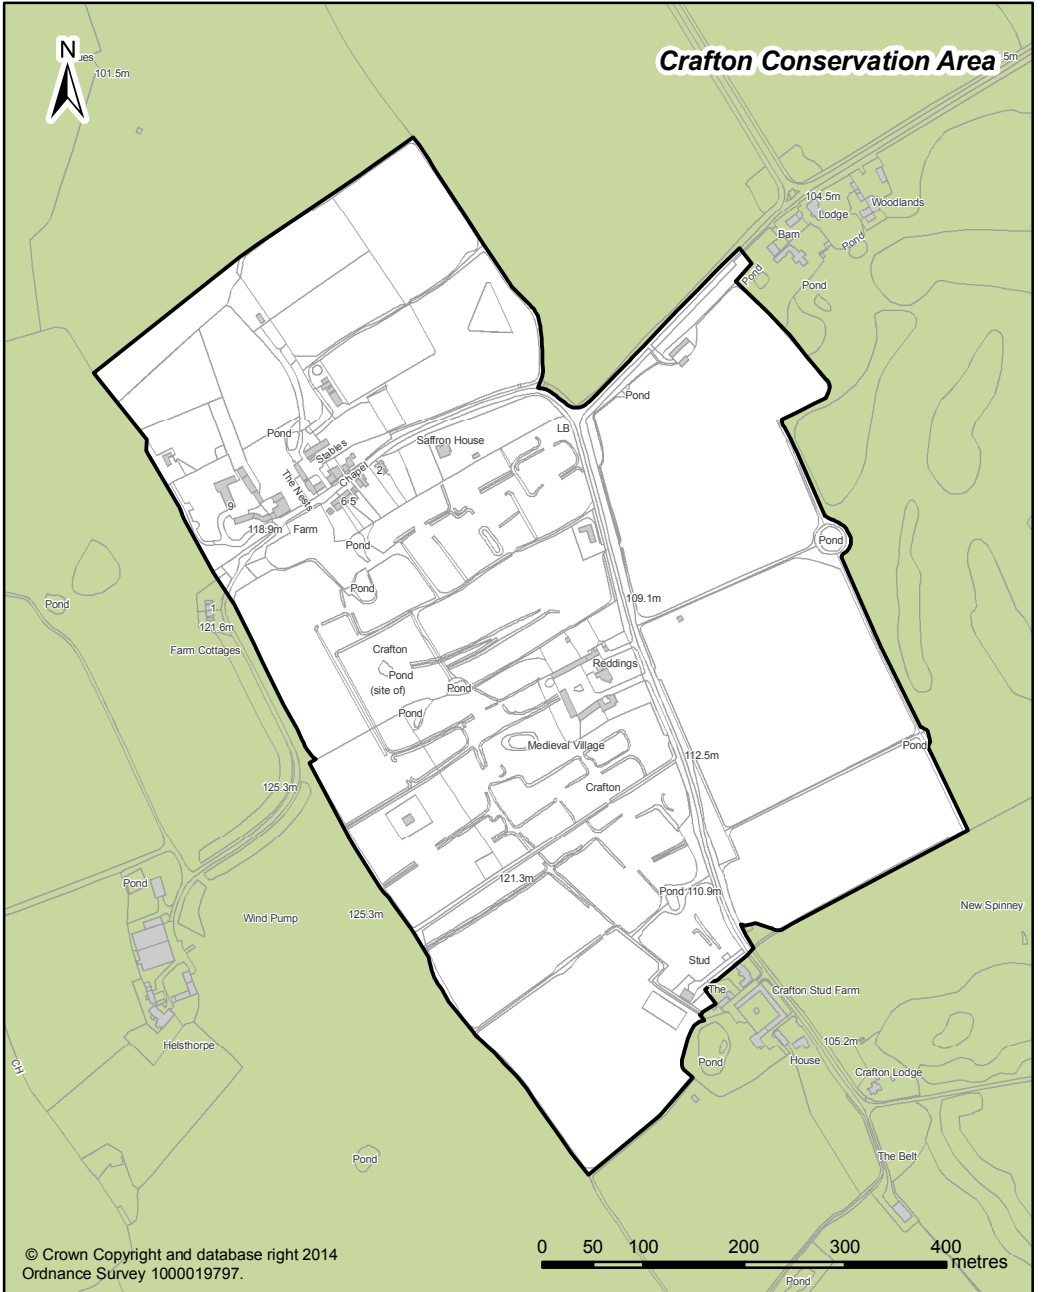 N
Crafton Conservation Area
ues
101.5m
.5m
104.5m
Woodlands
Lodge
Barn
Pond
Pond
Pond
Pond
LB
Saffron House
Pond
Stables
Chapel
2
The Nests
6 5
9
118.9m
Farm
Pond
Pond
Pond
Pond
1
121.6m
Farm Cottages
109.1m
Crafton
Pond
(site of)
Reddings
Pond
Pond
Medieval Village
Pond
112.5m
125.3m
Crafton
121.3m
Pond
110.9m
Pond
125.3m
Wind Pump
New Spinney
Stud
The
Crafton Stud Farm
Helsthorpe
105.2m
House
Pond
Crafton Lodge
CH
Pond
The Belt
0 50 100 200 300 400
metres
Pond
© Crown Copyright and database right 2014
Ordnance Survey 1000019797.